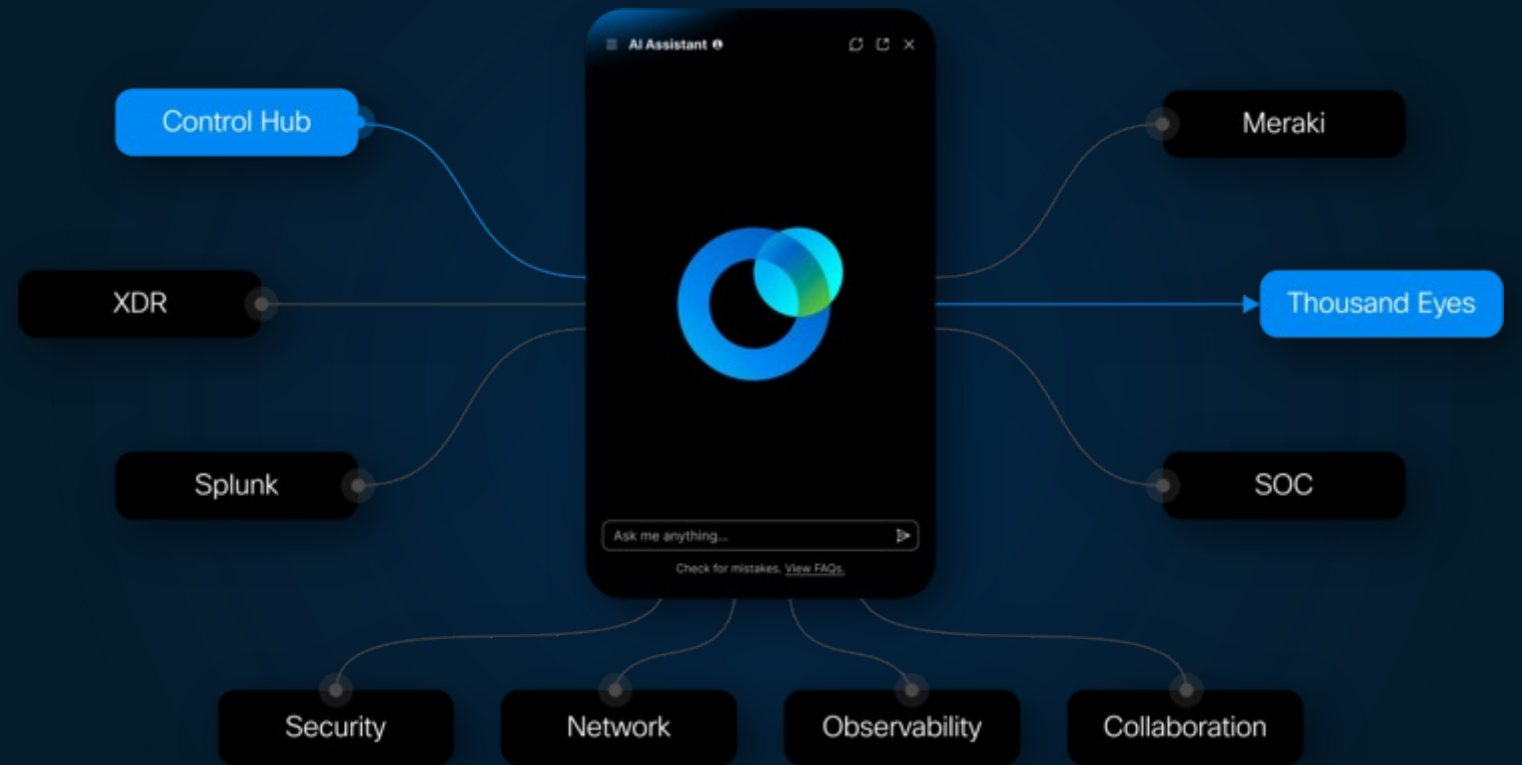 AI Assistant
Control Hub
Meraki
XDR
Thousand Eyes
Splunk
SOC
Ask me anything...
Check for mistakes. View FAQs.
Security
Network
Observability
Collaboration